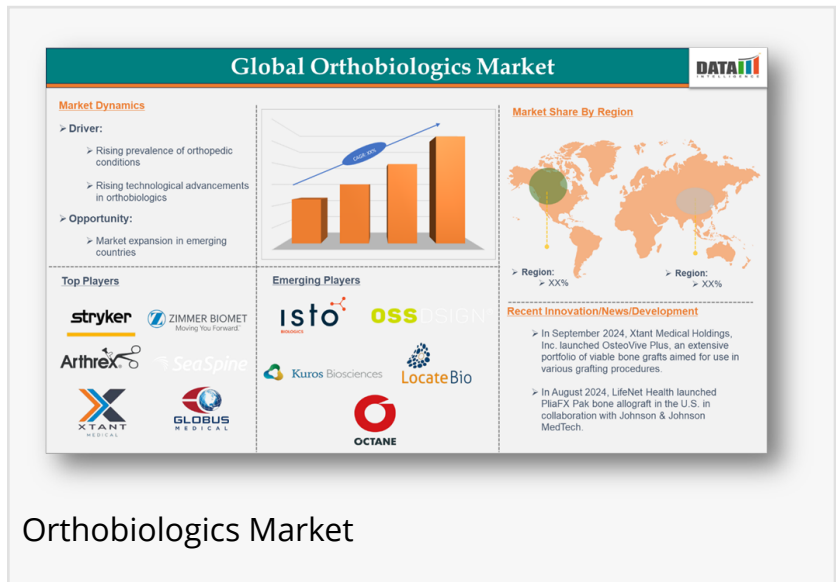 Global Orthobiologics Market
DATA
INTELLIGENCE
Market Dynamics
Driver:
Rising prevalence of orthopedic
conditions
Rising technological advancements
in orthobiologics
Opportunity:
Market expansion in emerging
countries
CAGR XX%
Market Share By Region
Region:
XX%
Region:
XX%
Top Players
stryker
ZIMMER BIOMET
Moving You Forward.
Arthrex
SeaSpine
XTANT
MEDICAL
GLOBUS
MEDICAL
Emerging Players
isto
BIOLOGICS
OSSDSIGN
Kuros Biosciences
LocateBio
OCTANE
Recent Innovation/News/Development
In September 2024, Xtant Medical Holdings,
Inc. launched OsteoVive Plus, an extensive
portfolio of viable bone grafts aimed for use in
various grafting procedures.
In August 2024, LifeNet Health launched
PliaFX Pak bone allograft in the U.S. in
collaboration with Johnson & Johnson
MedTech.
Orthobiologics Market